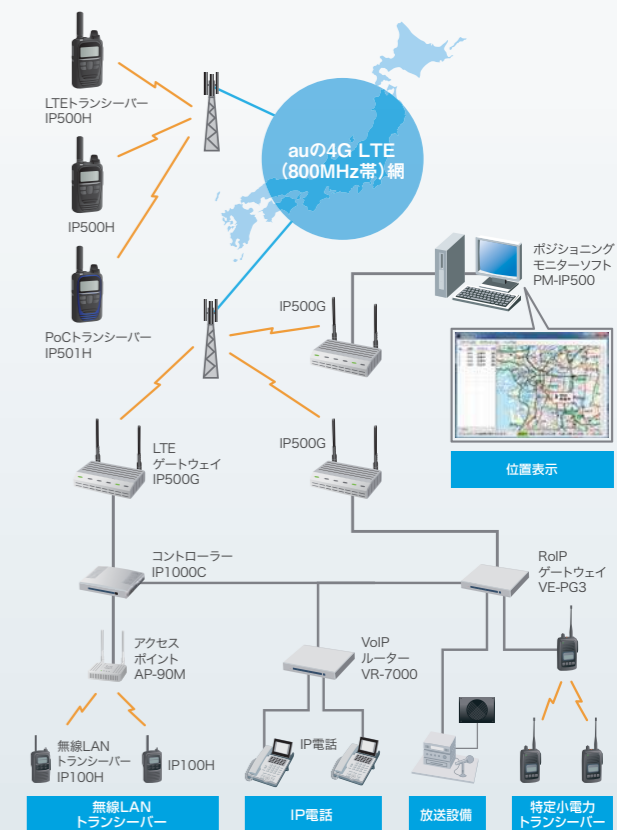 LTEトランシーバー
IP500H
IP500H
PoCトランシーバー
IP501H
auの4G LTE
（800MHz帯）網
ポジショニング
モニターソフト
PM-IP500
IP500G
位置表示
LTE
ゲートウェイ
IP500G
IP500G
コントローラー
IP1000C
RoIP
ゲートウェイ
VE-PG3
アクセス
ポイント
AP-90M
VoIP
ルーター
VR-7000
無線LAN
トランシーバー
IP100H
IP100H
IP電話
無線LAN
トランシーバー
IP電話
放送設備
特定小電力
トランシーバー